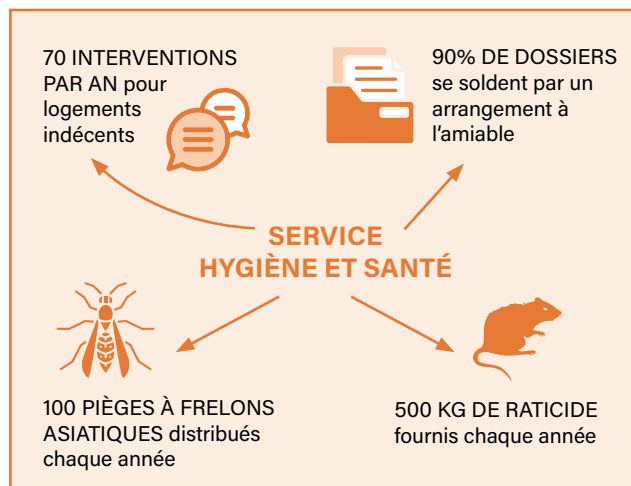 70 INTERVENTIONS
PAR AN pour
logements
indécents
90% DE DOSSIERS
se soldent par un
arrangement à
l’amiable
SERVICE
HYGIÈNE ET SANTÉ
100 PIÈGES À FRELONS
ASIATIQUES distribués
chaque année
500 KG DE RATICIDE
fournis chaque année